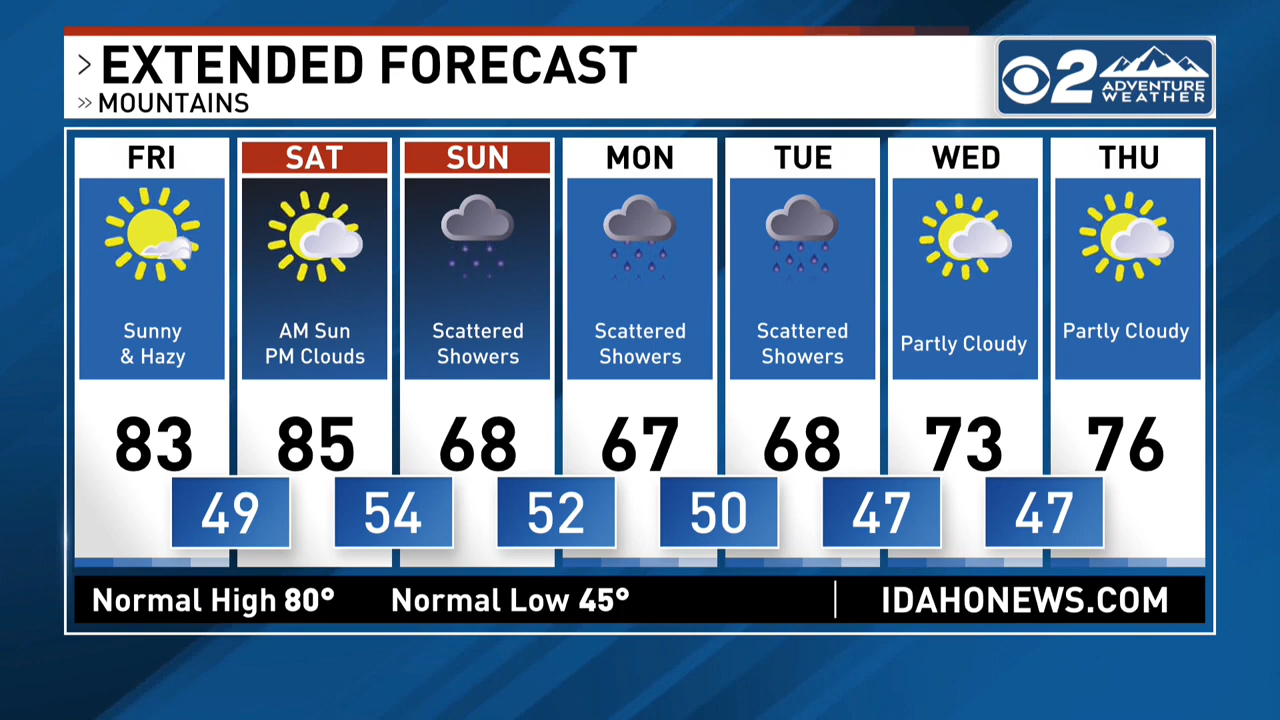 > EXTENDED FORECAST
» MOUNTAINS
2 ADVENTURE
WEATHER
FRI SAT SUN MON TUE WED THU
Sunny
& Hazy
AM Sun
PM Clouds
Scattered
Showers
Scattered
Showers
Scattered
Showers
Partly Cloudy
Partly Cloudy
83 85 68 67 68 73 76
49 54 52 50 47 47
Normal High 80° Normal Low 45° IDAHONEWS.COM